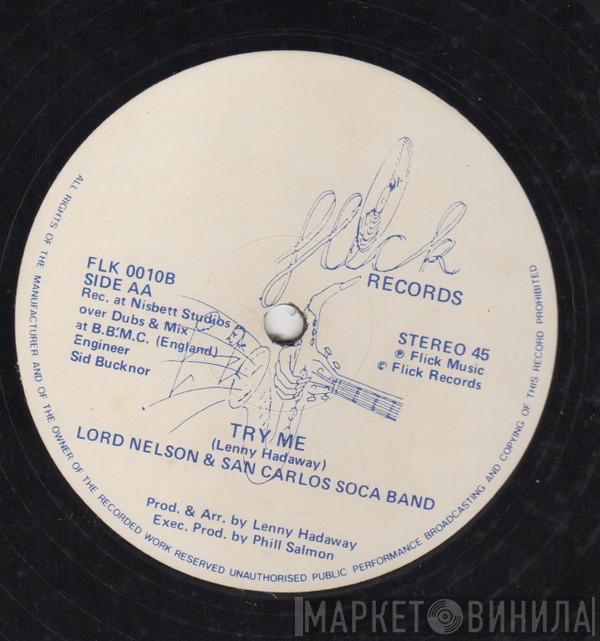 flick
RECORDS
FLK 0010B
SIDE AA
Rec. at Nisbett Studios
over Dubs & Mix
at B.B.M.C. (England)
Engineer
Sid Bucknor
STEREO 45
℗ Flick Music
© Flick Records
TRY ME
(Lenny Hadaway)
LORD NELSON & SAN CARLOS SOCA BAND
Prod. & Arr. by Lenny Hadaway
Exec. Prod. by Phill Salmon
ALL RIGHTS OF THE MANUFACTURER AND OF THE OWNER OF THE RECORDED WORK RESERVED UNAUTHORISED PUBLIC PERFORMANCE BROADCASTING AND COPYING OF THIS RECORD PROHIBITED
МАРКЕТ ВИНИЛА